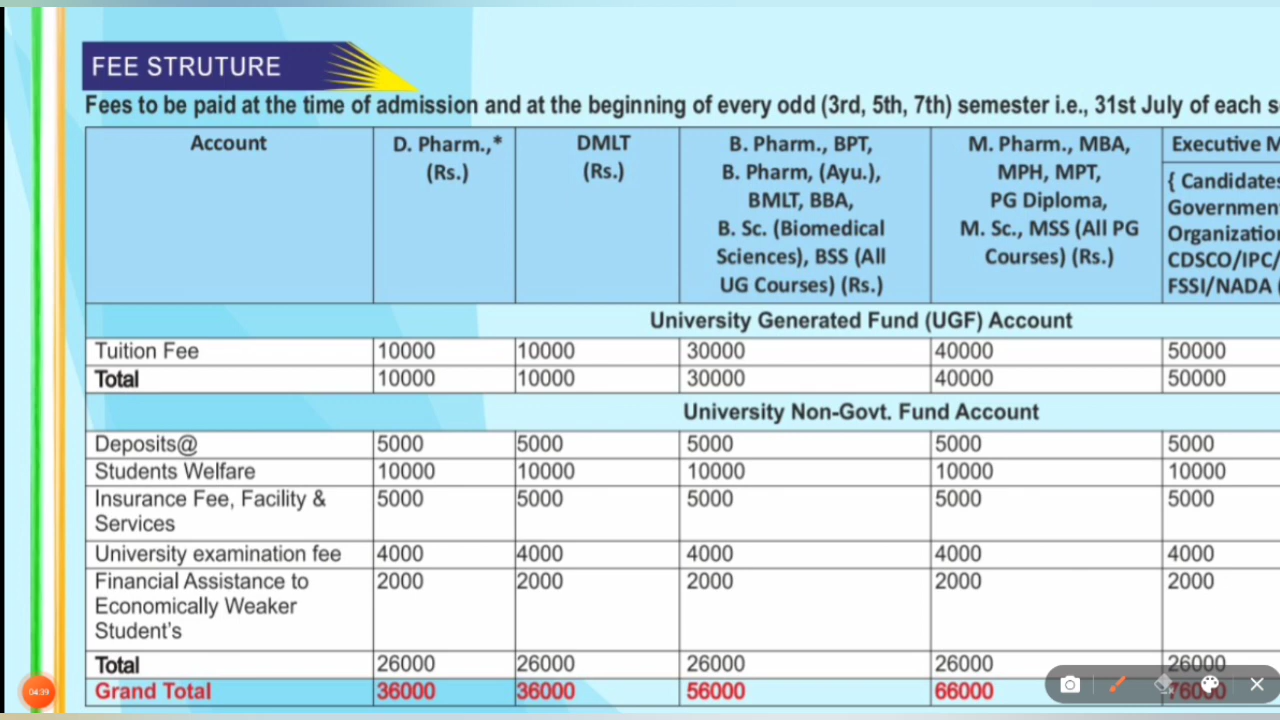 FEE STRUTURE
Fees to be paid at the time of admission and at the beginning of every odd (3rd, 5th, 7th) semester i.e., 31st July of each
Account D. Pharm.,* (Rs.) DMLT (Rs.) B. Pharm., BPT, B. Pharm, (Ayu.), BMLT, BBA, B. Sc. (Biomedical Sciences), BSS (All UG Courses) (Rs.) M. Pharm., MBA, MPH, MPT, PG Diploma, M. Sc., MSS (All PG Courses) (Rs.) Executive { Candidates CDSCO/IPC/ FSSI/NADA
University Generated Fund (UGF) Account
Tuition Fee 10000 10000 30000 40000 50000
Total 10000 10000 30000 40000 50000
University Non-Govt. Fund Account
Deposits@ 5000 5000 5000 5000 5000
Students Welfare 10000 10000 10000 10000 10000
Insurance Fee, Facility & 5000 5000 5000 5000 5000
Services
University examination fee 4000 4000 4000 4000 4000
Financial Assistance to 2000 2000 2000 2000 2000
Economically Weaker
Student's
Total 26000 26000 26000 26000 26000
Grand Total 36000 36000 56000 66000 76000
04:39